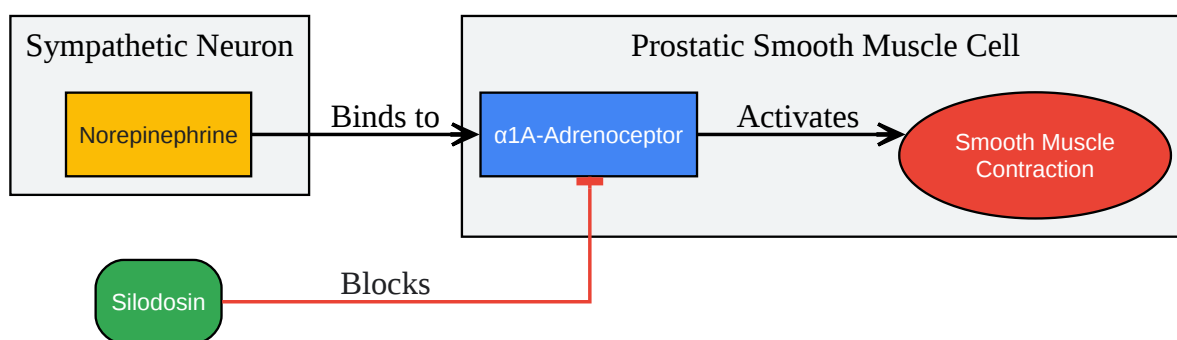 Sympathetic Neuron
Prostatic Smooth Muscle Cell
Norepinephrine
Binds to
α1A-Adrenoceptor
Activates
Smooth Muscle
Contraction
Silodosin
Blocks